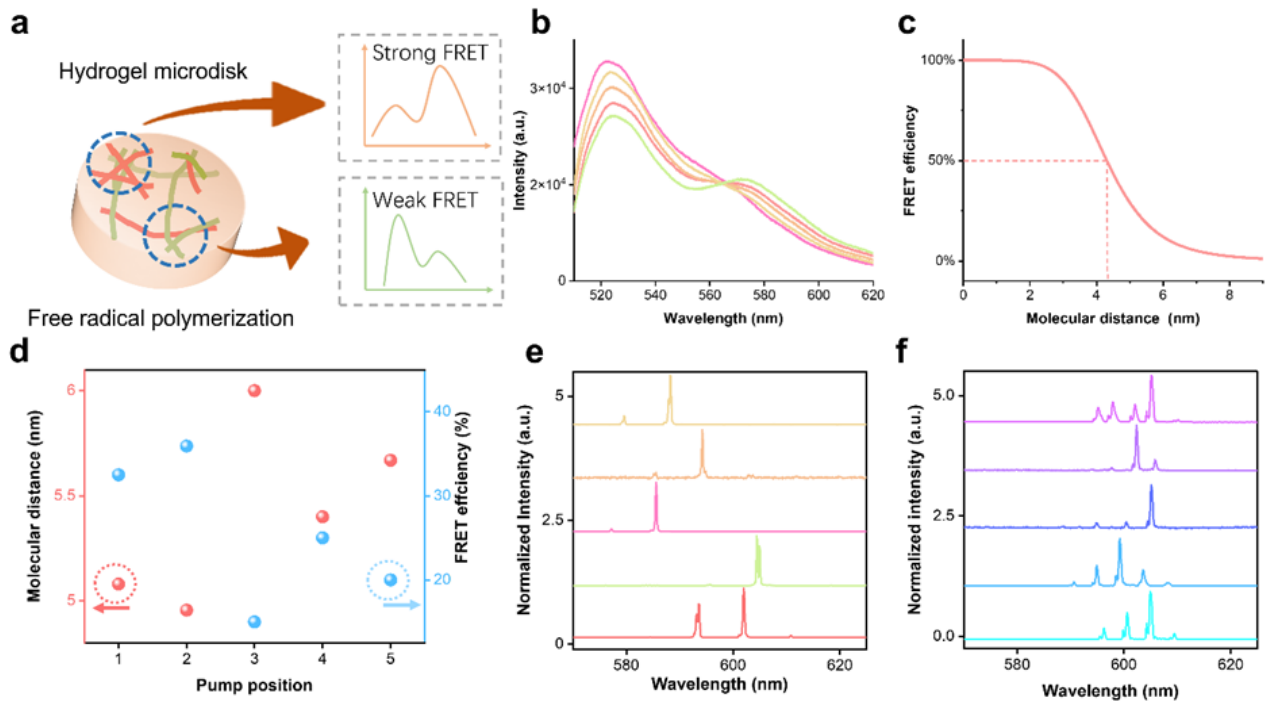 a
Hydrogel microdisk
Free radical polymerization
Strong FRET
Weak FRET
b
Intensity (a.u.)
3×10⁴
2×10⁴
0
520
540
560
580
600
620
Wavelength (nm)
c
FRET efficiency
100%
50%
0%
0
2
4
6
8
Molecular distance (nm)
d
Molecular distance (nm)
6
5.5
5
1
2
3
4
5
Pump position
40
30
20
FRET effciency (%)
e
Normalized Intensity (a.u.)
5
2.5
0
580
600
620
Wavelength (nm)
f
Normalized intensity (a.u.)
5.0
2.5
0.0
580
600
620
Wavelength (nm)